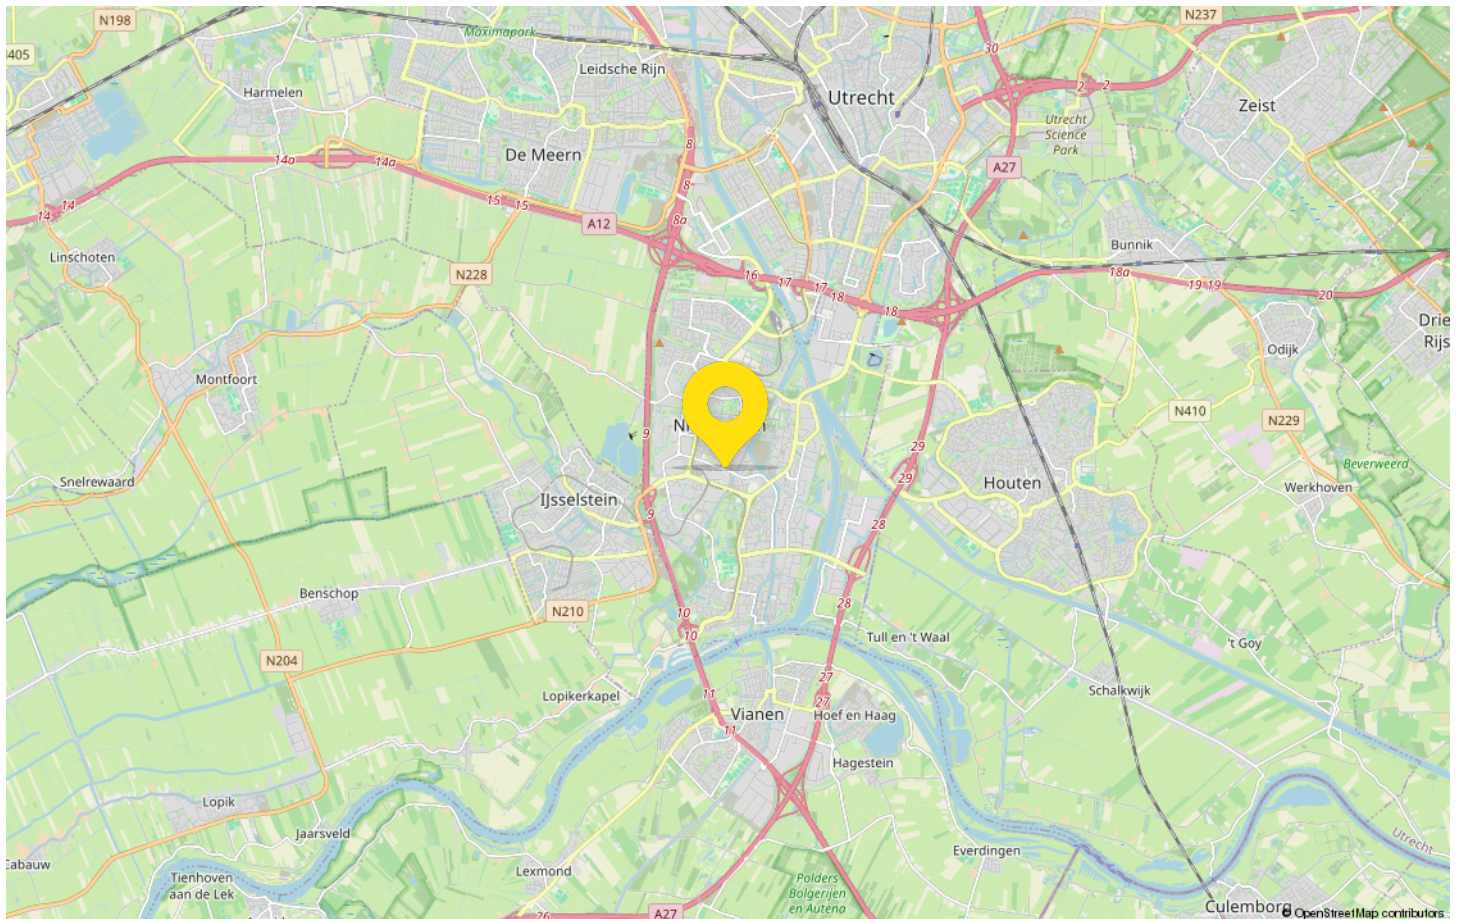 N198
N237
Maximapark
405
30
Leidsche Rijn
2
2
Harmelen
Utrecht
Zeist
Utrecht
Science
Park
8
De Meern
14a
14a
A27
8
15
15
14
14
8a
A12
Bunnik
Linschoten
N228
16
17
17
18
18
18a
19
19
20
Drie
Rijs
Odijk
Montfoort
N410
N229
9
29
Beverweerd
29
Snelrewaard
Houten
Werkhoven
IJsselstein
9
28
Benschop
28
N210
10
10
Tull en 't Waal
't Goy
N204
27
Schalkwijk
Lopikerkapel
11
27
Vianen
Hoef en Haag
11
Hagestein
Lopik
Jaarsveld
Utrecht
Everdingen
Cabauw
Lexmond
Tienhoven
aan de Lek
Polders
Bolgerijen
en Autena
26
A27
Culemborg
© OpenStreetMap contributors